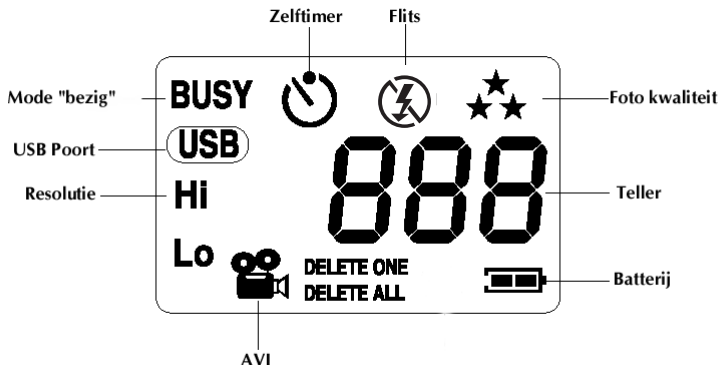 Zelftimer
Flits
Mode "bezig"
BUSY
Foto kwaliteit
USB Poort
USB
Resolutie
Hi
888
Teller
Lo
DELETE ONE
DELETE ALL
Batterij
AVI